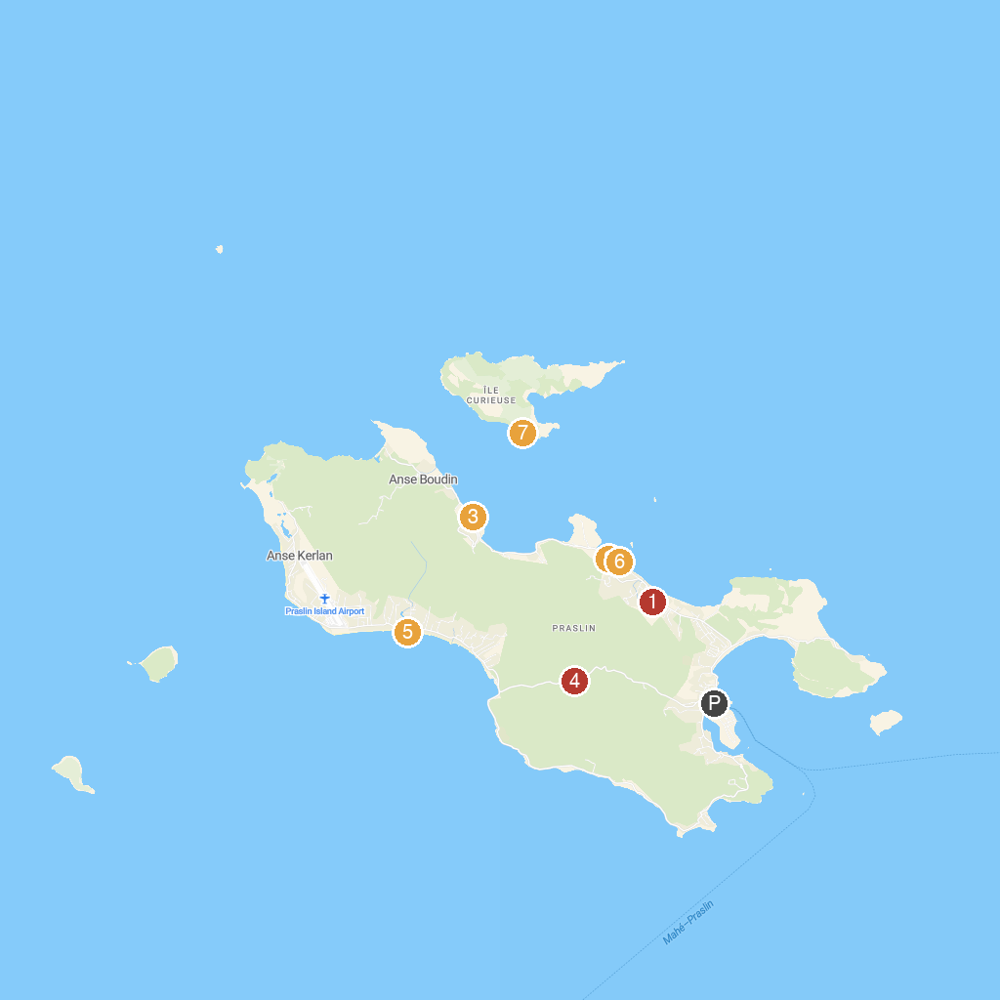 ÎLE
CURIEUSE
7
Anse Boudin
3
6
Anse Kerlan
1
Praslin Island Airport
5
PRASLIN
4
P
Mahé–Praslin